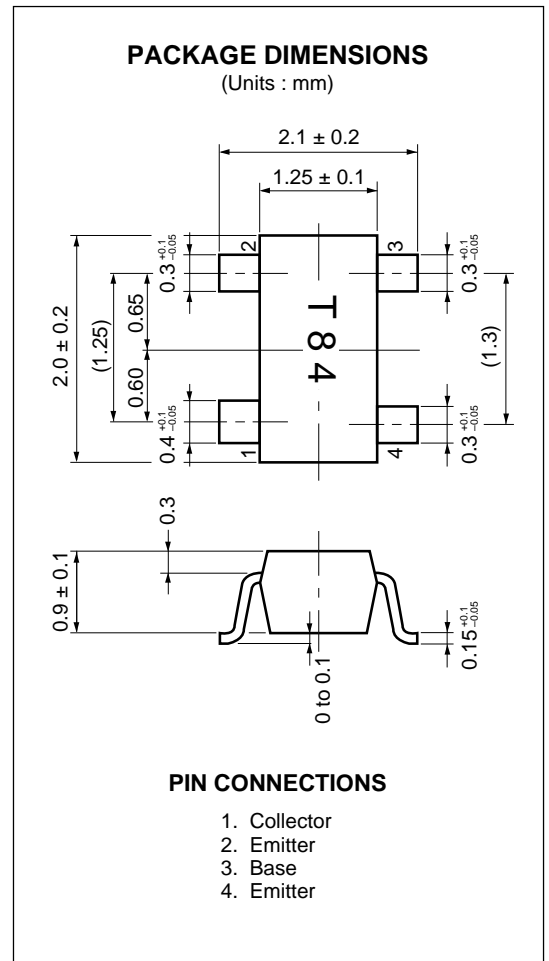 PACKAGE DIMENSIONS
(Units : mm)
2.1 ± 0.2
1.25 ± 0.1
2.0 ± 0.2
(1.25)
0.3 +0.1 −0.05
0.65
0.60
0.4 +0.1 −0.05
2
3
1
4
T84
0.3 +0.1 −0.05
(1.3)
0.3 +0.1 −0.05
0.9 ± 0.1
0.3
0 to 0.1
0.15 +0.1 −0.05
PIN CONNECTIONS
1. Collector
2. Emitter
3. Base
4. Emitter